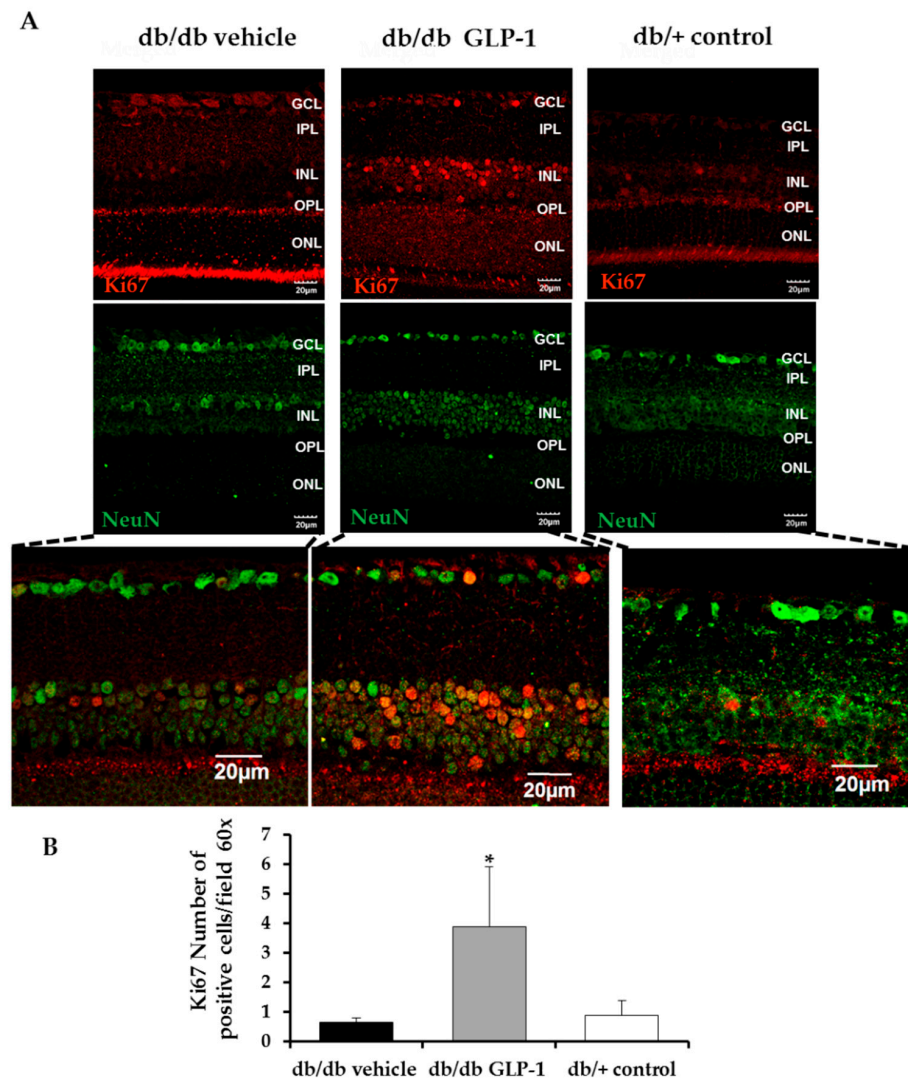 A
db/db vehicle
db/db GLP-1
db/+ control
GCL
IPL
INL
OPL
ONL
Ki67
20µm
GCL
IPL
INL
OPL
ONL
Ki67
20µm
GCL
IPL
INL
OPL
ONL
Ki67
20µm
GCL
IPL
INL
OPL
ONL
NeuN
20µm
GCL
IPL
INL
OPL
ONL
NeuN
20µm
GCL
IPL
INL
OPL
ONL
NeuN
20µm
20µm
20µm
20µm
B
Ki67 Number of
positive cells/field 60x
7
6
5
4
3
2
1
0
*
db/db vehicle
db/db GLP-1
db/+ control